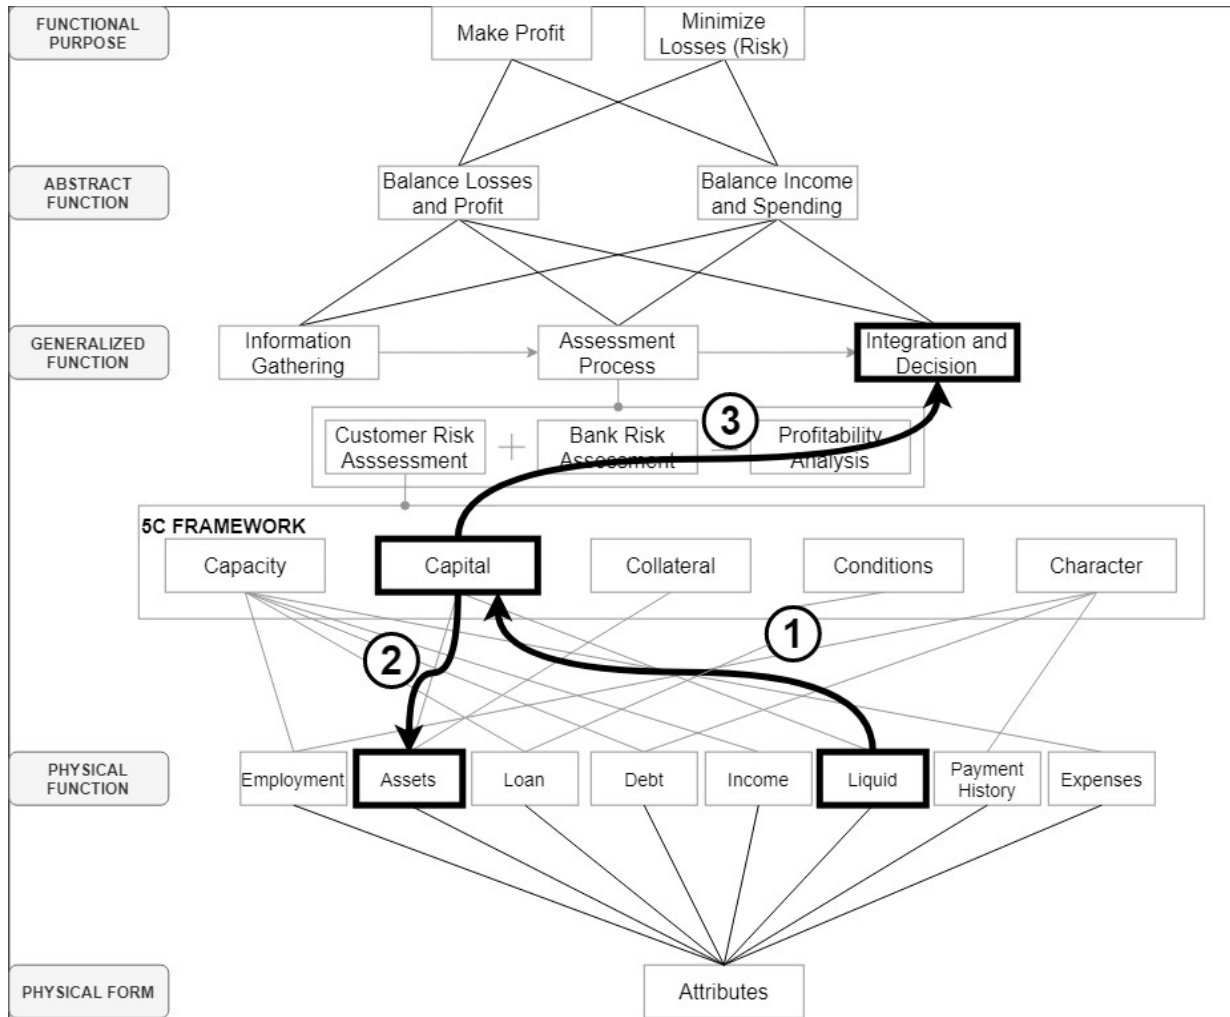 FUNCTIONAL
PURPOSE
Make Profit
Minimize
Losses (Risk)
ABSTRACT
FUNCTION
Balance Losses
and Profit
Balance Income
and Spending
GENERALIZED
FUNCTION
Information
Gathering
Assessment
Process
Integration and
Decision
3
Customer Risk
Asssessment
+
Bank Risk
Assessment
Profitability
Analysis
5C FRAMEWORK
Capacity
Capital
Collateral
Conditions
Character
1
2
PHYSICAL
FUNCTION
Employment
Assets
Loan
Debt
Income
Liquid
Payment
History
Expenses
PHYSICAL FORM
Attributes